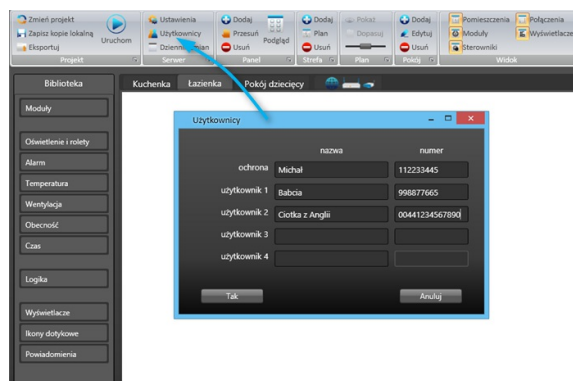 Zmień projekt
Zapisz kopie lokalną
Eksportuj
Uruchom
Projekt
Ustawienia
Użytkownicy
Dziennik zmian
Serwer
Dodaj
Przesuń
Usuń
Podgląd
Panel
Dodaj
Plan
Usuń
Strefa
Pokaż
Dopasuj
Plan
Dodaj
Edytuj
Usuń
Pokój
Pomieszczenia
Moduły
Sterowniki
Połączenia
Wyświetlacze
Widok
Biblioteka
Kuchenka Łazienka Pokój dziecięcy
Moduły
Oświetlenie i rolety
Alarm
Temperatura
Wentylacja
Obecność
Czas
Logika
Wyświetlacze
Ikony dotykowe
Powiadomienia
Użytkownicy
nazwa numer
ochrona Michał 112233445
użytkownik 1 Babcia 998877665
użytkownik 2 Ciotka z Anglii 00441234567890
użytkownik 3
użytkownik 4
Tak Anuluj